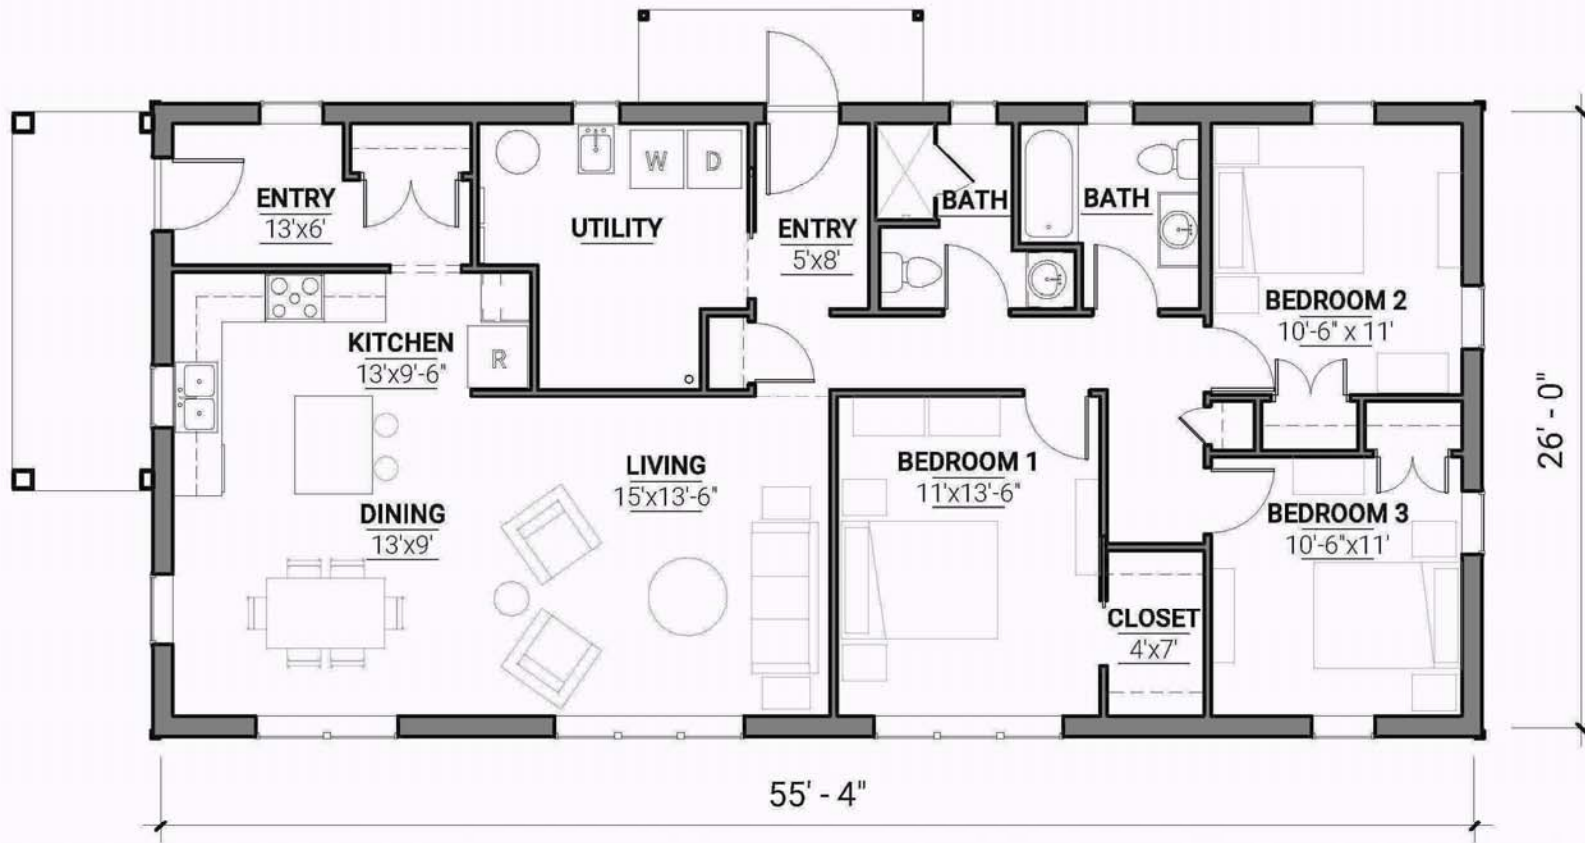 ENTRY
13'x6'
UTILITY
W
D
ENTRY
5'x8'
BATH
BATH
BEDROOM 2
10'-6" x 11'
KITCHEN
13'x9'-6"
R
DINING
13'x9'
LIVING
15'x13'-6"
BEDROOM 1
11'x13'-6"
CLOSET
4'x7'
BEDROOM 3
10'-6"x11'
26' - 0"
55' - 4"